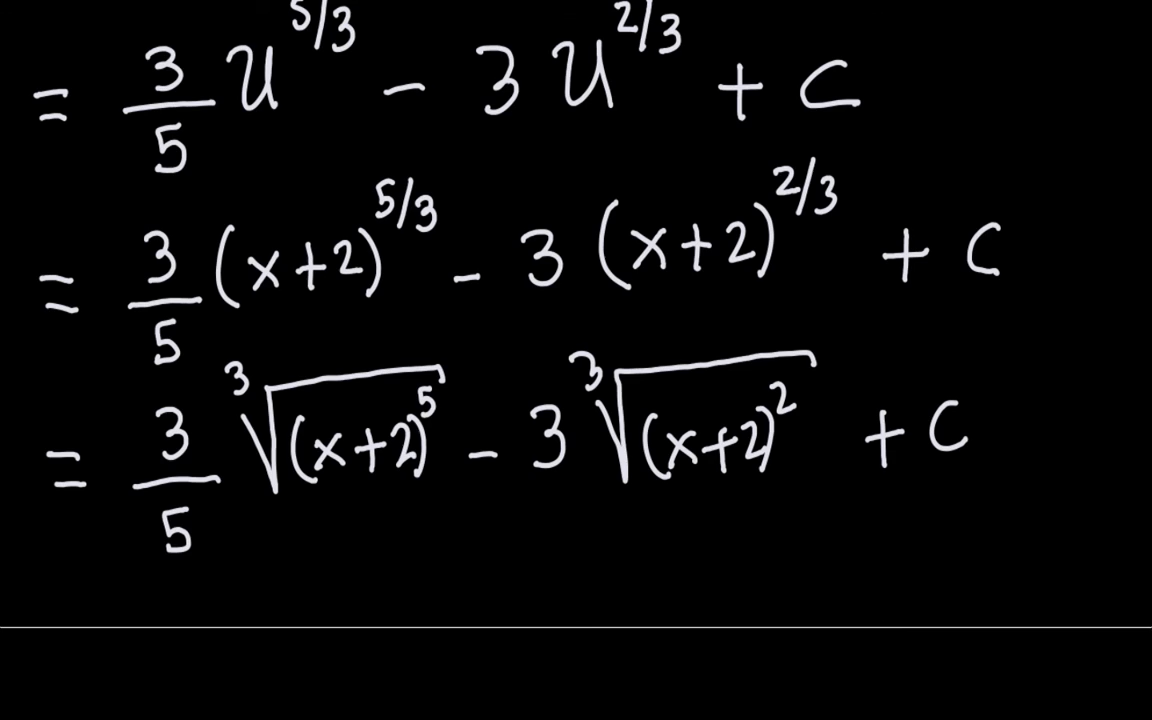 = 3/5 u^(5/3) - 3 u^(2/3) + C
= 3/5 (x+2)^(5/3) - 3 (x+2)^(2/3) + C
= 3/5 ∛((x+2)^5) - 3 ∛((x+2)^2) + C